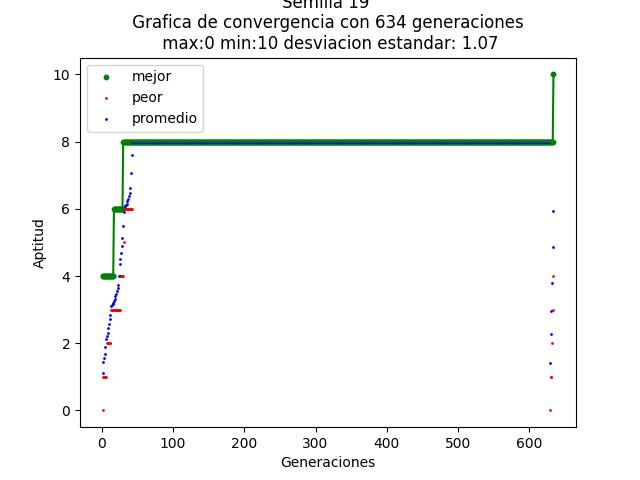 Semilla 19
Grafica de convergencia con 634 generaciones
max:0 min:10 desviacion estandar: 1.07
mejor
peor
promedio
Aptitud
10
8
6
4
2
0
0 100 200 300 400 500 600
Generaciones